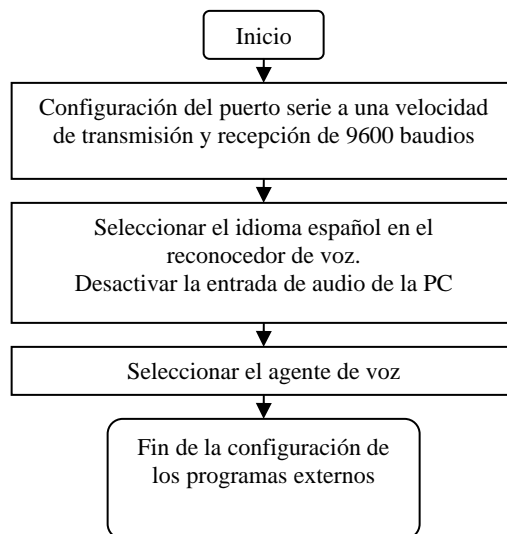 Inicio
Configuración del puerto serie a una velocidad
de transmisión y recepción de 9600 baudios
Seleccionar el idioma español en el
reconocedor de voz.
Desactivar la entrada de audio de la PC
Seleccionar el agente de voz
Fin de la configuración de
los programas externos